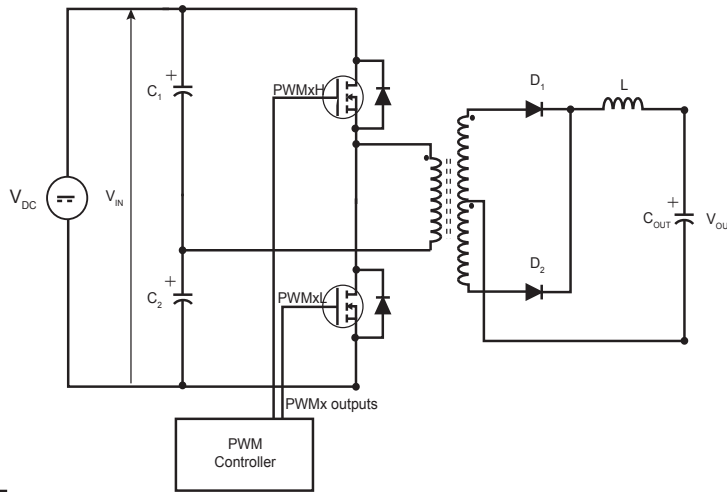 PWMxH
D1
L
C1
VDC
VIN
COUT
VOU
D2
C2
PWMxL
PWMx outputs
PWM
Controller